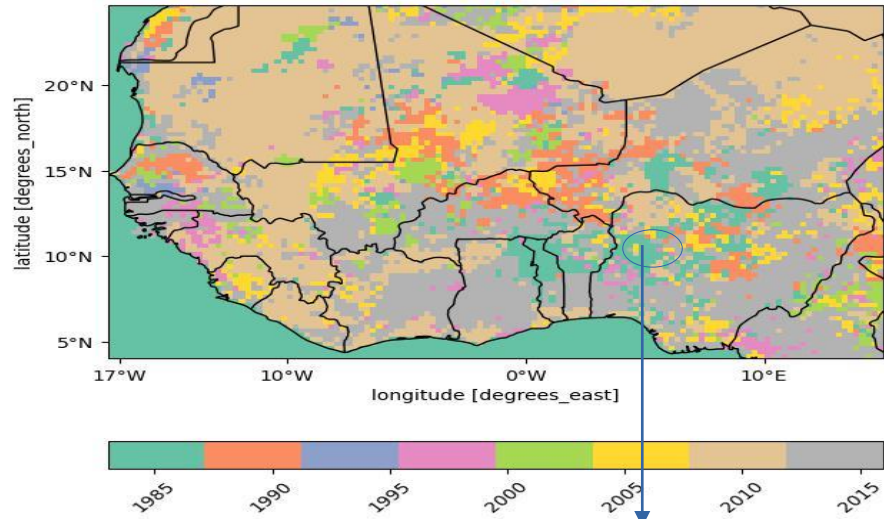 20°N
15°N
10°N
5°N
latitude [degrees_north]
17°W 10°W 0°W 10°E
longitude [degrees_east]
1985 1990 1995 2000 2005 2010 2015